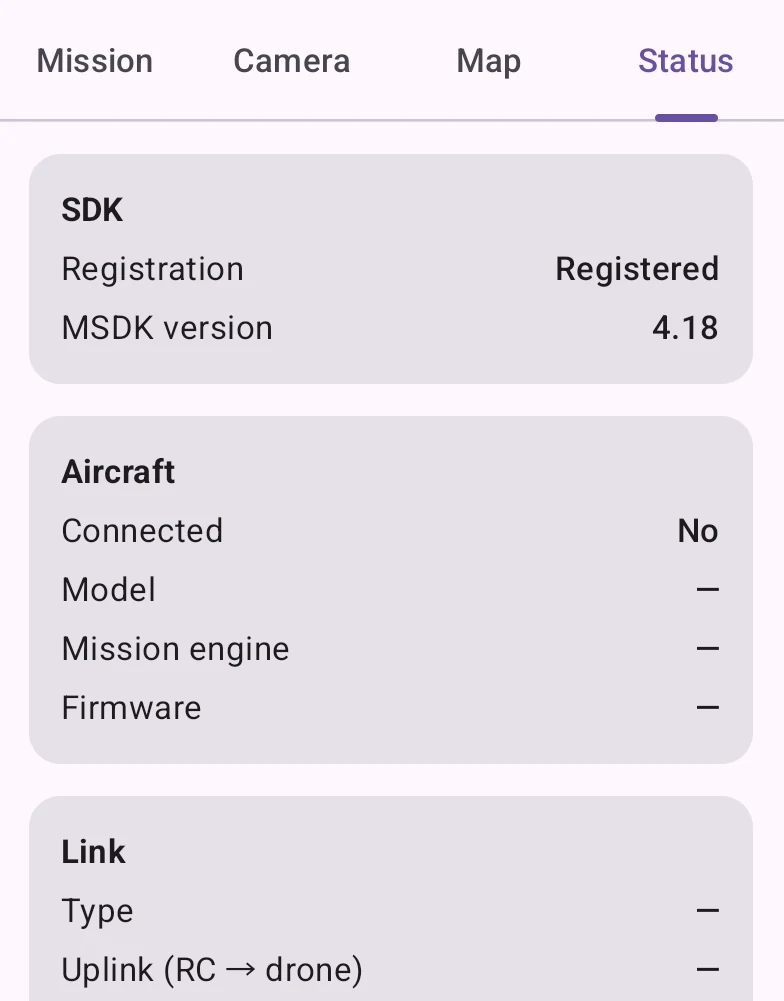 Mission Camera Map Status
SDK
Registration Registered
MSDK version 4.18
Aircraft
Connected No
Model —
Mission engine —
Firmware —
Link
Type —
Uplink (RC → drone) —